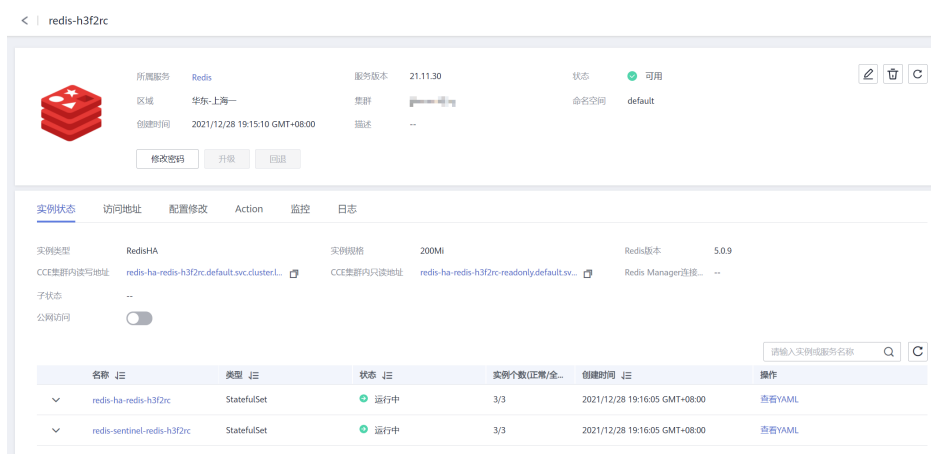 redis-h3f2rc
所属服务 Redis 服务版本 21.11.30 状态 可用
区域 华东-上海一 集群 命名空间 default
创建时间 2021/12/28 19:15:10 GMT+08:00 描述 --
修改密码 升级 回退
实例状态 访问地址 配置修改 Action 监控 日志
实例类型 RedisHA 实例规格 200Mi Redis版本 5.0.9
CCE集群内读写地址 redis-ha-redis-h3f2rc.default.svc.cluster.l... CCE集群内只读地址 redis-ha-redis-h3f2rc-readonly.default.sv... Redis Manager连接... --
子状态 --
公网访问
请输入实例或服务名称
名称 类型 状态 实例个数(正常/全... 创建时间 操作
redis-ha-redis-h3f2rc StatefulSet 运行中 3/3 2021/12/28 19:16:05 GMT+08:00 查看YAML
redis-sentinel-redis-h3f2rc StatefulSet 运行中 3/3 2021/12/28 19:16:05 GMT+08:00 查看YAML